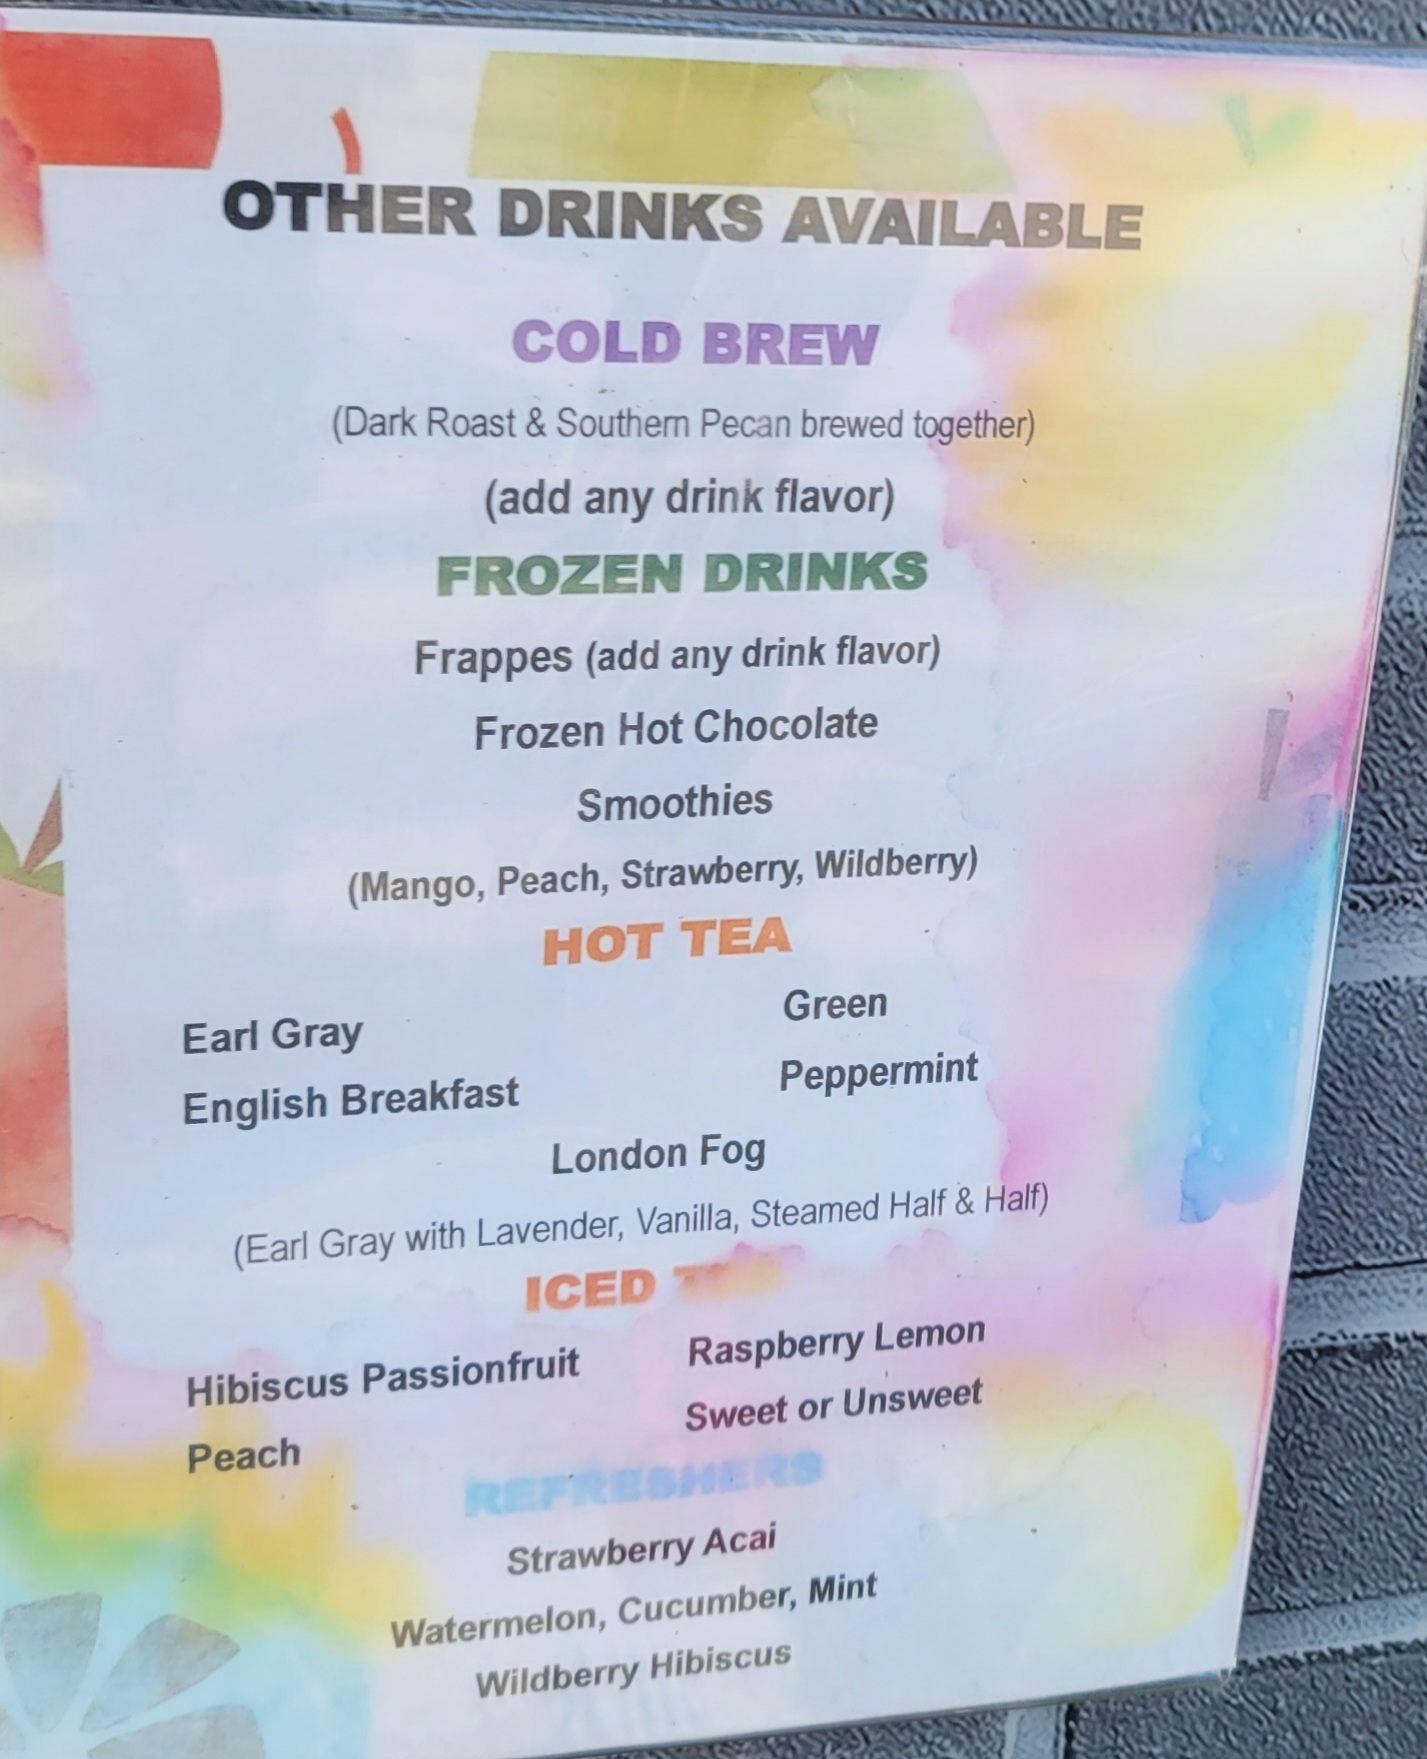 OTHER DRINKS AVAILABLE
COLD BREW
(Dark Roast & Southern Pecan brewed together)
(add any drink flavor)
FROZEN DRINKS
Frappes (add any drink flavor)
Frozen Hot Chocolate
Smoothies
(Mango, Peach, Strawberry, Wildberry)
HOT TEA
Earl Gray
Green
English Breakfast
Peppermint
London Fog
(Earl Gray with Lavender, Vanilla, Steamed Half & Half)
ICED
Hibiscus Passionfruit
Raspberry Lemon
Peach
Sweet or Unsweet
REFRESHERS
Strawberry Acai
Watermelon, Cucumber, Mint
Wildberry Hibiscus